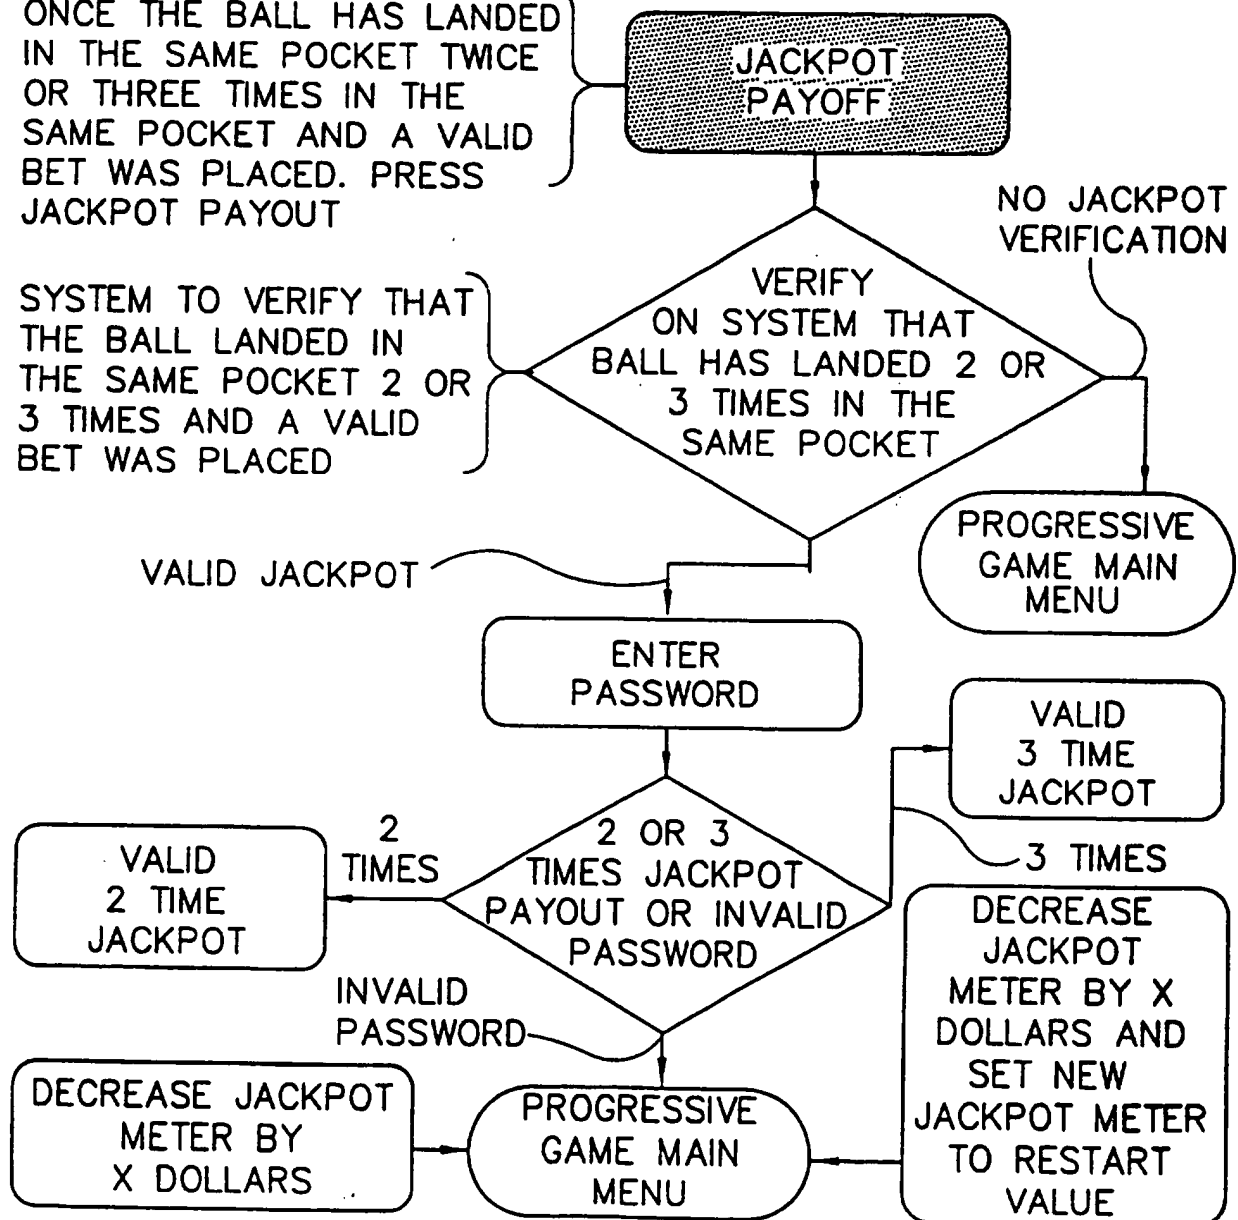 ONCE THE BALL HAS LANDED
IN THE SAME POCKET TWICE
OR THREE TIMES IN THE
SAME POCKET AND A VALID
BET WAS PLACED. PRESS
JACKPOT PAYOUT
JACKPOT
PAYOFF
NO JACKPOT
VERIFICATION
SYSTEM TO VERIFY THAT
THE BALL LANDED IN
THE SAME POCKET 2 OR
3 TIMES AND A VALID
BET WAS PLACED
VERIFY
ON SYSTEM THAT
BALL HAS LANDED 2 OR
3 TIMES IN THE
SAME POCKET
PROGRESSIVE
GAME MAIN
MENU
VALID JACKPOT
ENTER
PASSWORD
VALID
3 TIME
JACKPOT
2
TIMES
2 OR 3
TIMES JACKPOT
PAYOUT OR INVALID
PASSWORD
3 TIMES
VALID
2 TIME
JACKPOT
INVALID
PASSWORD
DECREASE
JACKPOT
METER BY X
DOLLARS AND
SET NEW
JACKPOT METER
TO RESTART
VALUE
DECREASE JACKPOT
METER BY
X DOLLARS
PROGRESSIVE
GAME MAIN
MENU